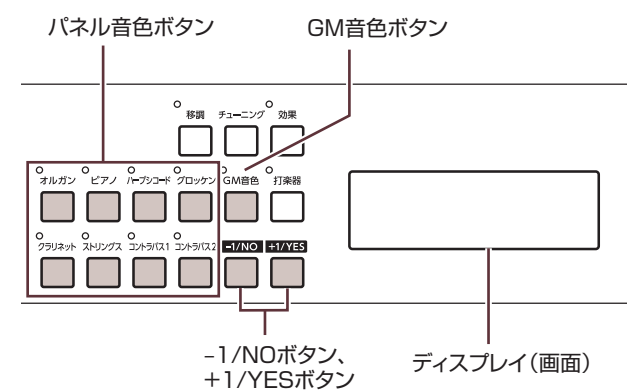 パネル音色ボタン
GM音色ボタン
移調
チューニング
効果
オルガン
ピアノ
ハープシコード
グロッケン
GM音色
打楽器
クラリネット
ストリングス
コントラバス1
コントラバス2
–1/NO
+1/YES
–1/NOボタン、
+1/YESボタン
ディスプレイ（画面）